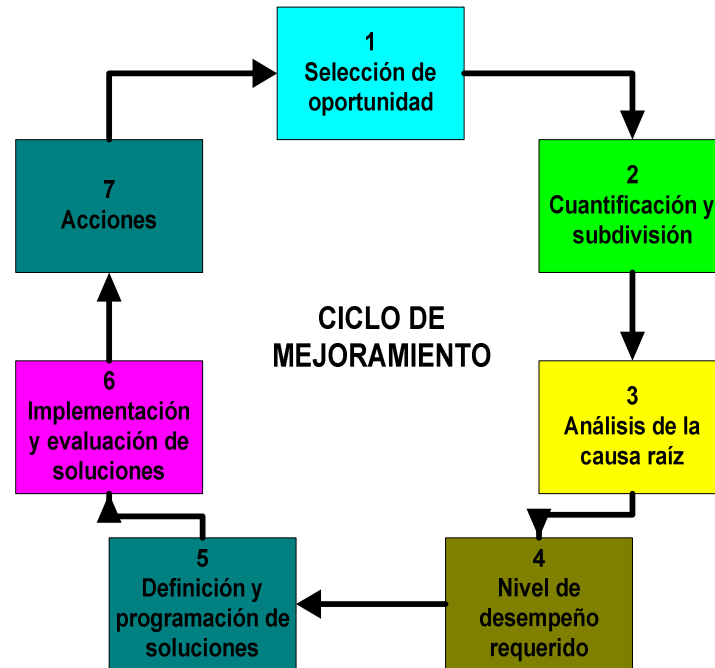 1
Selección de
oportunidad
2
Cuantificación y
subdivisión
3
Análisis de la
causa raíz
4
Nivel de
desempeño
requerido
5
Definición y
programación de
soluciones
6
Implementación
y evaluación de
soluciones
7
Acciones
CICLO DE
MEJORAMIENTO